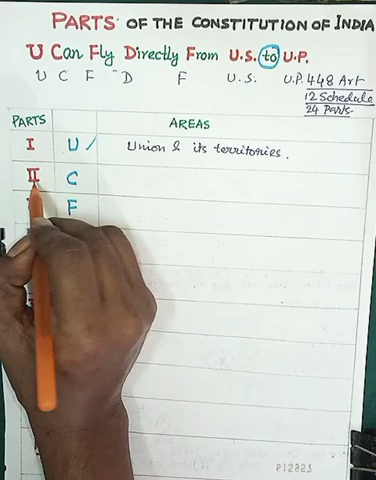 PARTS OF THE CONSTITUTION OF INDIA
U Can Fly Directly From U.S. to U.P.
U C F D F U.S. U.P. 448 Art
12 Schedule
24 Parts
PARTS AREAS
I U / Union & its territories.
II C
F